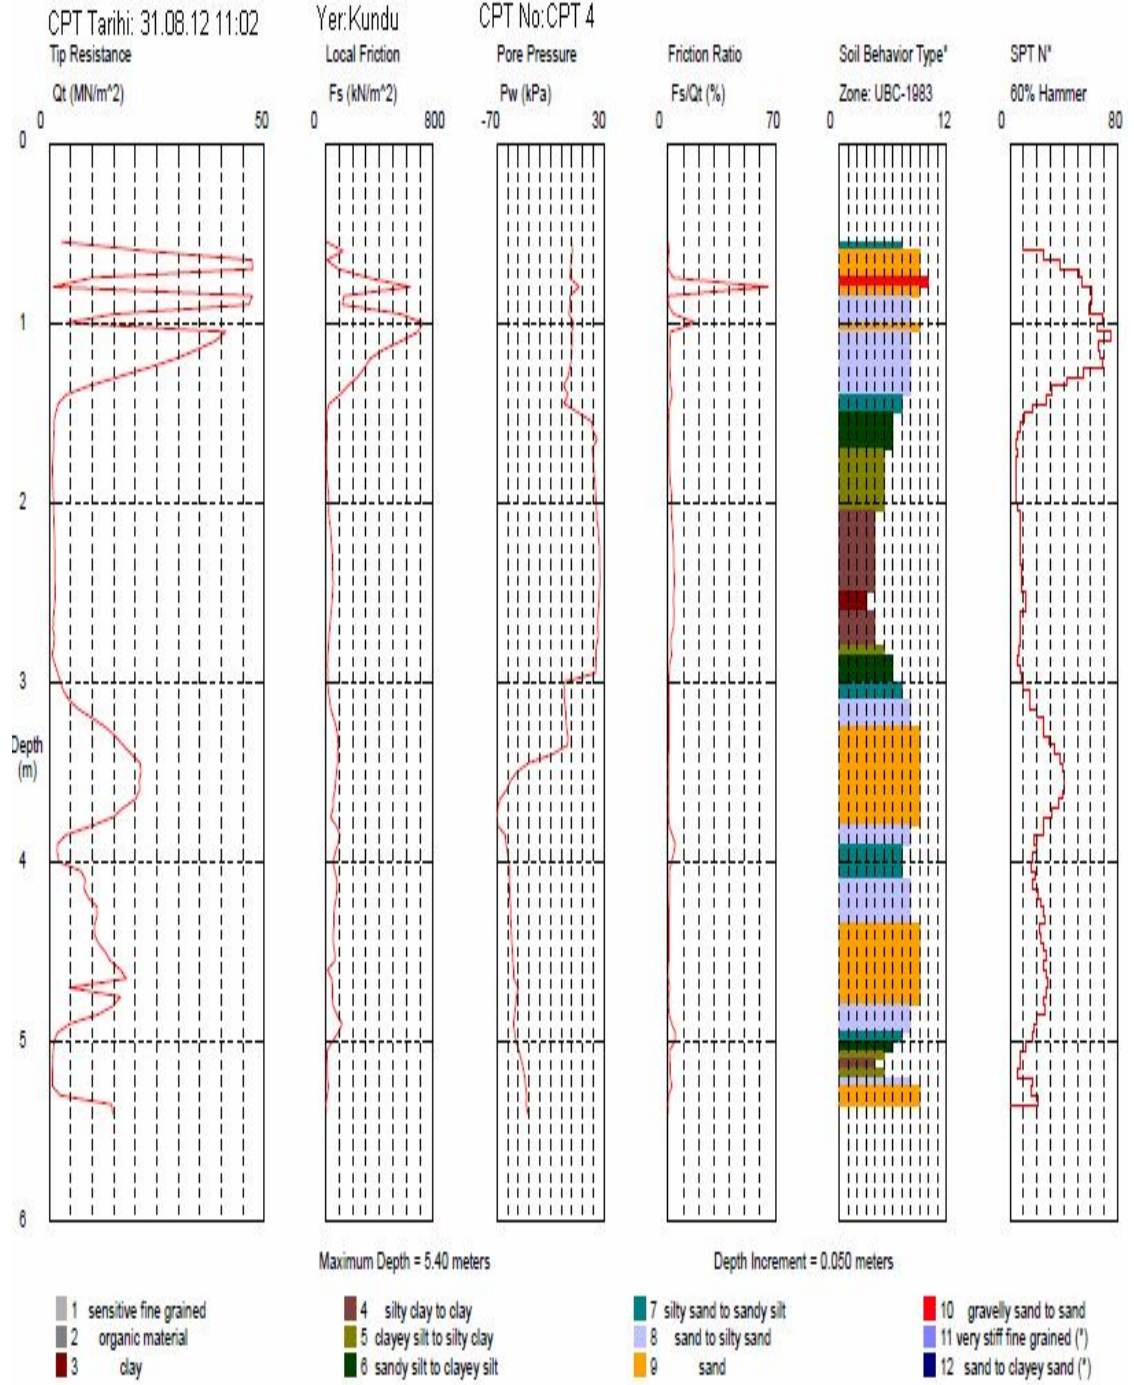 CPT Tarihi: 31.08.12 11:02 Yer:Kundu CPT No:CPT 4
Tip Resistance Local Friction Pore Pressure Friction Ratio Soil Behavior Type* SPT N*
Qt (MN/m^2) Fs (kN/m^2) Pw (kPa) Fs/Qt (%) Zone: UBC-1983 60% Hammer
0 50 0 800 -70 30 0 70 0 12 0 80
0
1
2
3
Depth
(m)
4
5
6
Maximum Depth = 5.40 meters Depth Increment = 0.050 meters
1 sensitive fine grained 4 silty clay to clay 7 silty sand to sandy silt 10 gravelly sand to sand
2 organic material 5 clayey silt to silty clay 8 sand to silty sand 11 very stiff fine grained (*)
3 clay 6 sandy silt to clayey silt 9 sand 12 sand to clayey sand (*)